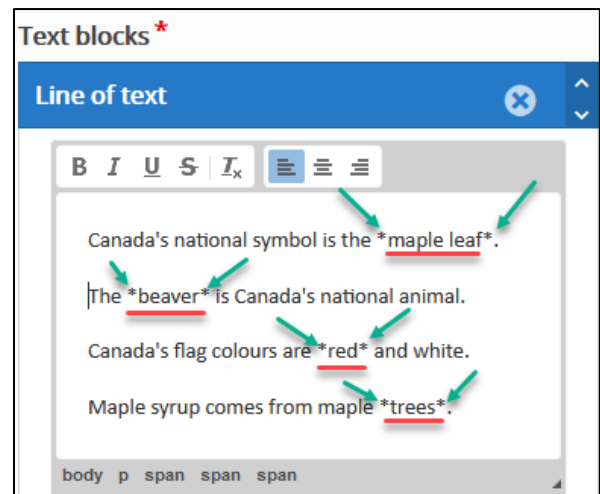 Text blocks *
Line of text
B I U S Tx
Canada's national symbol is the *maple leaf*.
The *beaver* is Canada's national animal.
Canada's flag colours are *red* and white.
Maple syrup comes from maple *trees*.
body p span span span